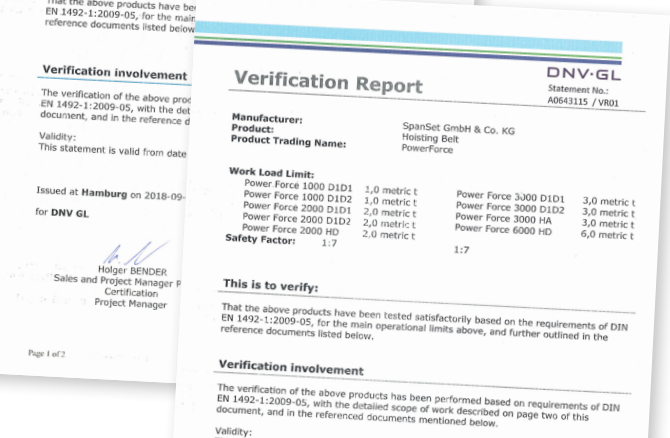 that the above products have be
EN 1492-1:2009-05, for the main
reference documents listed below
Verification involvement
The verification of the above prod
EN 1492-1:2009-05, with the det
document, and in the referenced d
Validity:
This statement is valid from date
Issued at Hamburg on 2018-09-
for DNV GL
Holger BENDER
Sales and Project Manager P
Certification
Project Manager
Page 1 of 2
DNV·GL
Verification Report
Statement No.:
A0643115 / VR01
Manufacturer: SpanSet GmbH & Co. KG
Product: Hoisting Belt
Product Trading Name: PowerForce
Work Load Limit:
Power Force 1000 D1D1 1,0 metric t Power Force 3000 D1D1 3,0 metric t
Power Force 1000 D1D2 1,0 metric t Power Force 3000 D1D2 3,0 metric t
Power Force 2000 D1D1 2,0 metric t Power Force 3000 HA 3,0 metric t
Power Force 2000 D1D2 2,0 metric t Power Force 6000 HD 6,0 metric t
Power Force 2000 HD 2,0 metric t
Safety Factor: 1:7 1:7
This is to verify:
That the above products have been tested satisfactorily based on the requirements of DIN
EN 1492-1:2009-05, for the main operational limits above, and further outlined in the
reference documents listed below.
Verification involvement
The verification of the above products has been performed based on requirements of DIN
EN 1492-1:2009-05, with the detailed scope of work described on page two of this
document, and in the referenced documents mentioned below.
Validity: